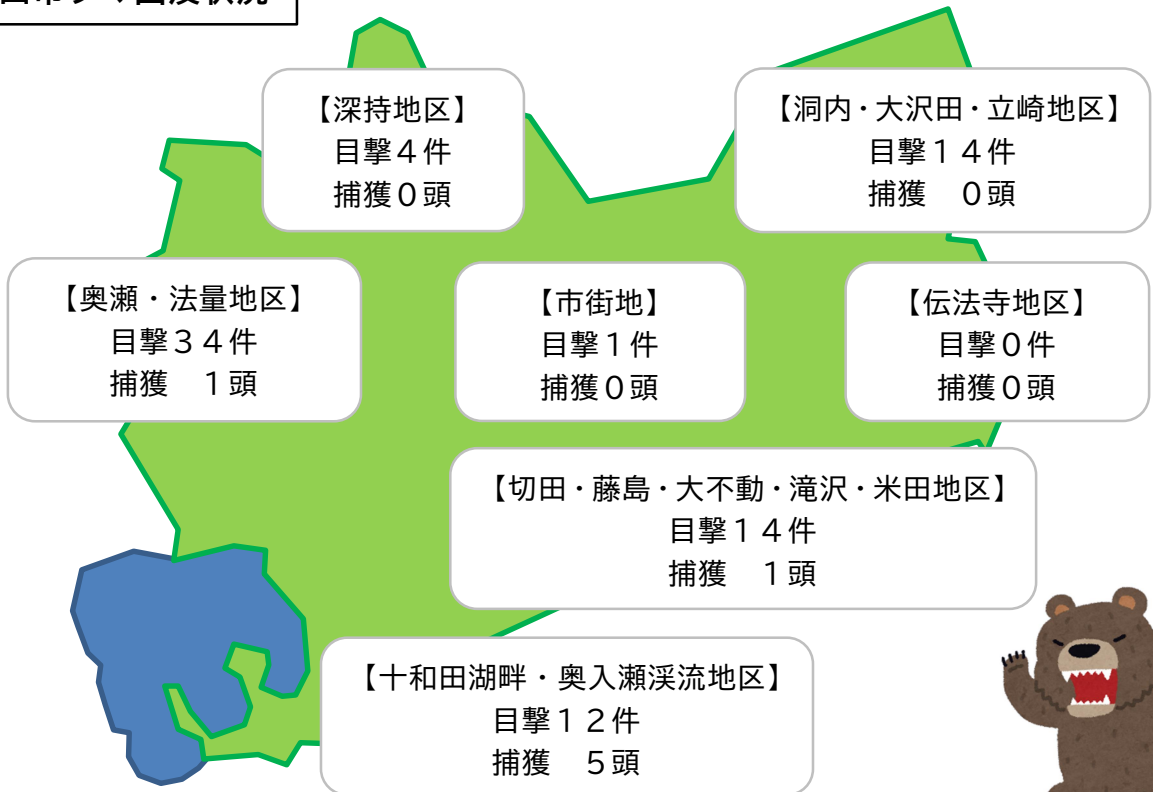 【深持地区】
目撃４件
捕獲０頭
【洞内・大沢田・立崎地区】
目撃１４件
捕獲　０頭
【奥瀬・法量地区】
目撃３４件
捕獲　１頭
【市街地】
目撃１件
捕獲０頭
【伝法寺地区】
目撃０件
捕獲０頭
【切田・藤島・大不動・滝沢・米田地区】
目撃１４件
捕獲　１頭
【十和田湖畔・奥入瀬渓流地区】
目撃１２件
捕獲　５頭